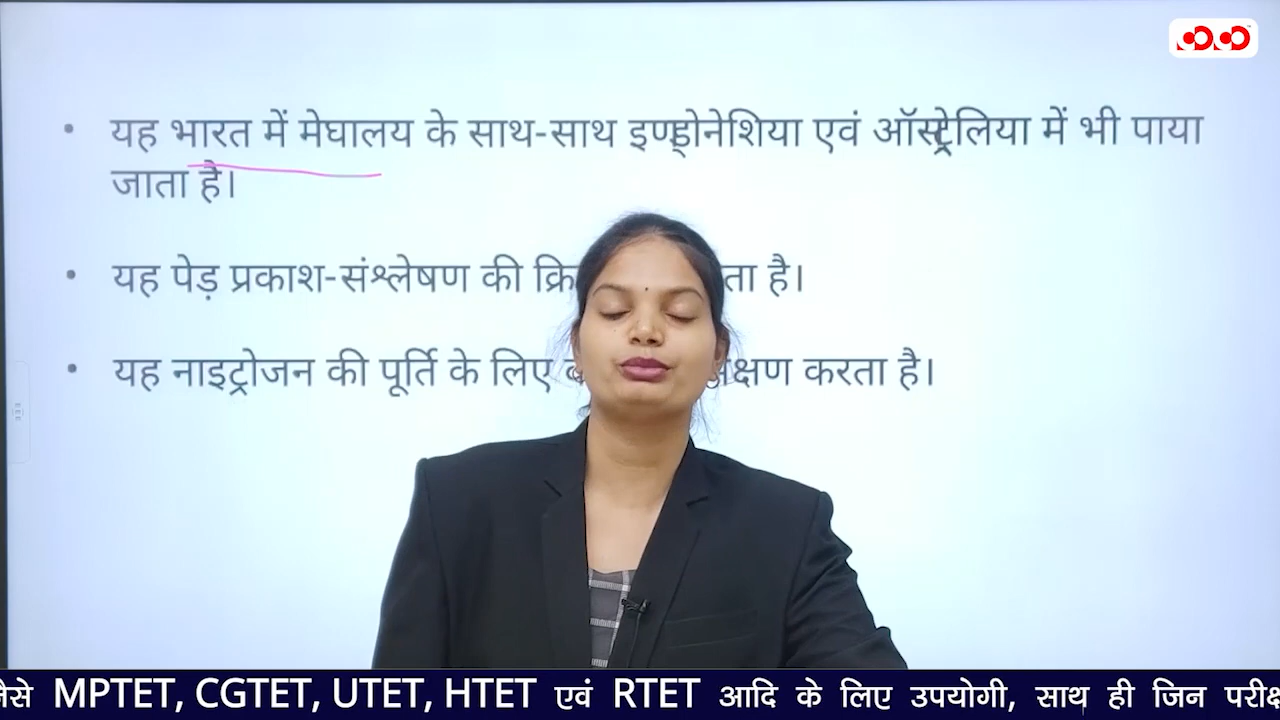 यह भारत में मेघालय के साथ-साथ इण्डोनेशिया एवं ऑस्ट्रेलिया में भी पाया
जाता है।
यह पेड़ प्रकाश-संश्लेषण की है।
यह नाइट्रोजन की पूर्ति के लिए करता है।
MPTET, CGTET, UTET, HTET एवं RTET आदि के लिए उपयोगी, साथ ही जिन